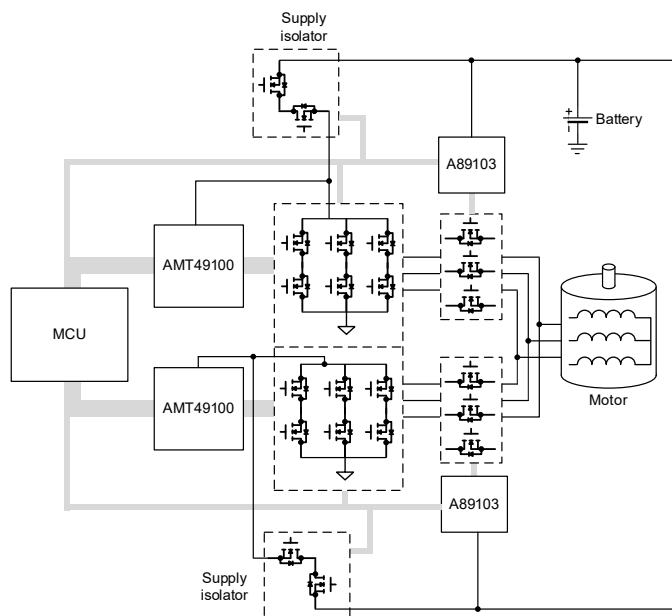 Supply
isolator
+
Battery
A89103
AMT49100
MCU
AMT49100
Motor
A89103
Supply
isolator